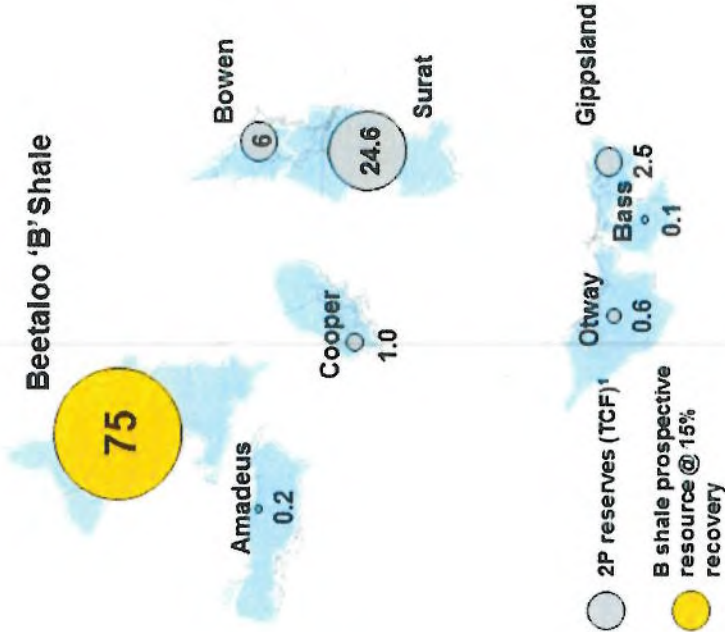 Beetaloo 'B' Shale
75
Bowen
6
24.6
Surat
Amadeus
0.2
Cooper
1.0
Gippsland
2.5
Bass
0.1
Otway
0.6
2P reserves (TCF)¹
B shale prospective
resource @ 15%
recovery